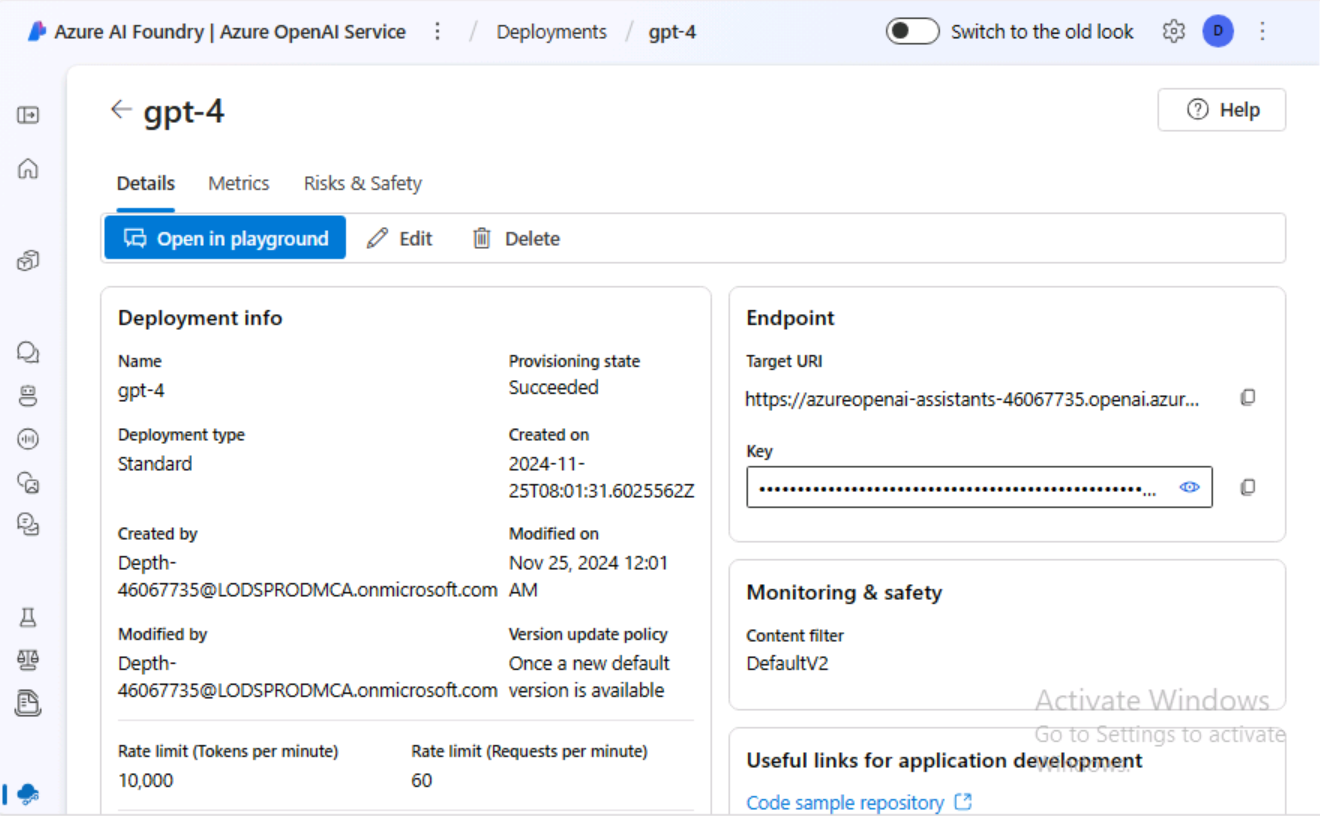 Azure AI Foundry | Azure OpenAI Service / Deployments / gpt-4 Switch to the old look D
gpt-4
Help
Details Metrics Risks & Safety
Open in playground Edit Delete
Deployment info
Name
gpt-4
Provisioning state
Succeeded
Deployment type
Standard
Created on
2024-11-
25T08:01:31.6025562Z
Created by
Depth-
46067735@LODSPRODMCA.onmicrosoft.com
Modified on
Nov 25, 2024 12:01
AM
Modified by
Depth-
46067735@LODSPRODMCA.onmicrosoft.com
Version update policy
Once a new default
version is available
Rate limit (Tokens per minute)
10,000
Rate limit (Requests per minute)
60
Endpoint
Target URI
https://azureopenai-assistants-46067735.openai.azur...
Key
••••••••••••••••••••••••••••••••••••••••••••••••••...
Monitoring & safety
Content filter
DefaultV2
Useful links for application development
Code sample repository
Activate Windows
Go to Settings to activate
Windows.